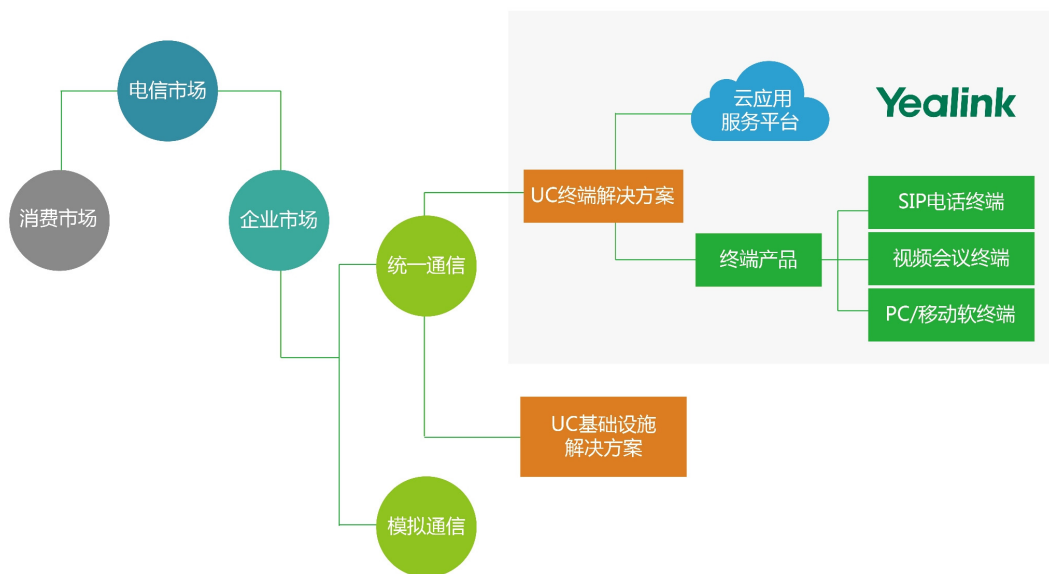 电信市场
消费市场
企业市场
统一通信
模拟通信
UC终端解决方案
UC基础设施
解决方案
云应用
服务平台
Yealink
终端产品
SIP电话终端
视频会议终端
PC/移动软终端